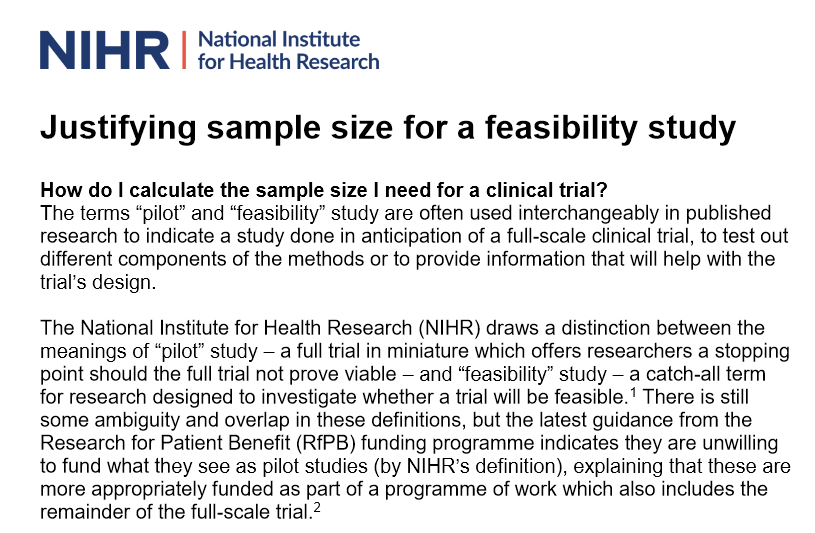 NIHR | National Institute
for Health Research
Justifying sample size for a feasibility study
How do I calculate the sample size I need for a clinical trial?
The terms “pilot” and “feasibility” study are often used interchangeably in published
research to indicate a study done in anticipation of a full-scale clinical trial, to test out
different components of the methods or to provide information that will help with the
trial’s design.
The National Institute for Health Research (NIHR) draws a distinction between the
meanings of “pilot” study – a full trial in miniature which offers researchers a stopping
point should the full trial not prove viable – and “feasibility” study – a catch-all term
for research designed to investigate whether a trial will be feasible.¹ There is still
some ambiguity and overlap in these definitions, but the latest guidance from the
Research for Patient Benefit (RfPB) funding programme indicates they are unwilling
to fund what they see as pilot studies (by NIHR’s definition), explaining that these are
more appropriately funded as part of a programme of work which also includes the
remainder of the full-scale trial.²